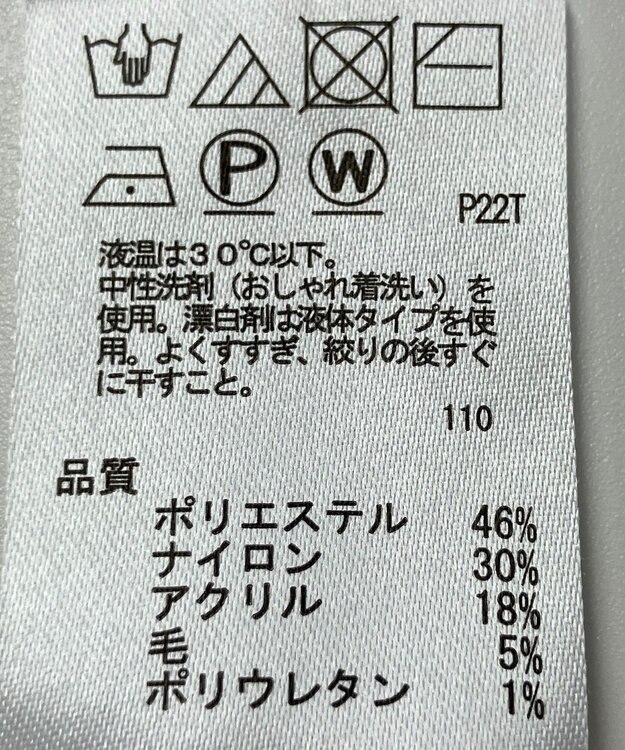 P W P22T
液温は30℃以下。
中性洗剤（おしゃれ着洗い）を
使用。漂白剤は液体タイプを使
用。よくすすぎ、絞りの後すぐ
に干すこと。
110
品質
ポリエステル 46%
ナイロン 30%
アクリル 18%
毛 5%
ポリウレタン 1%